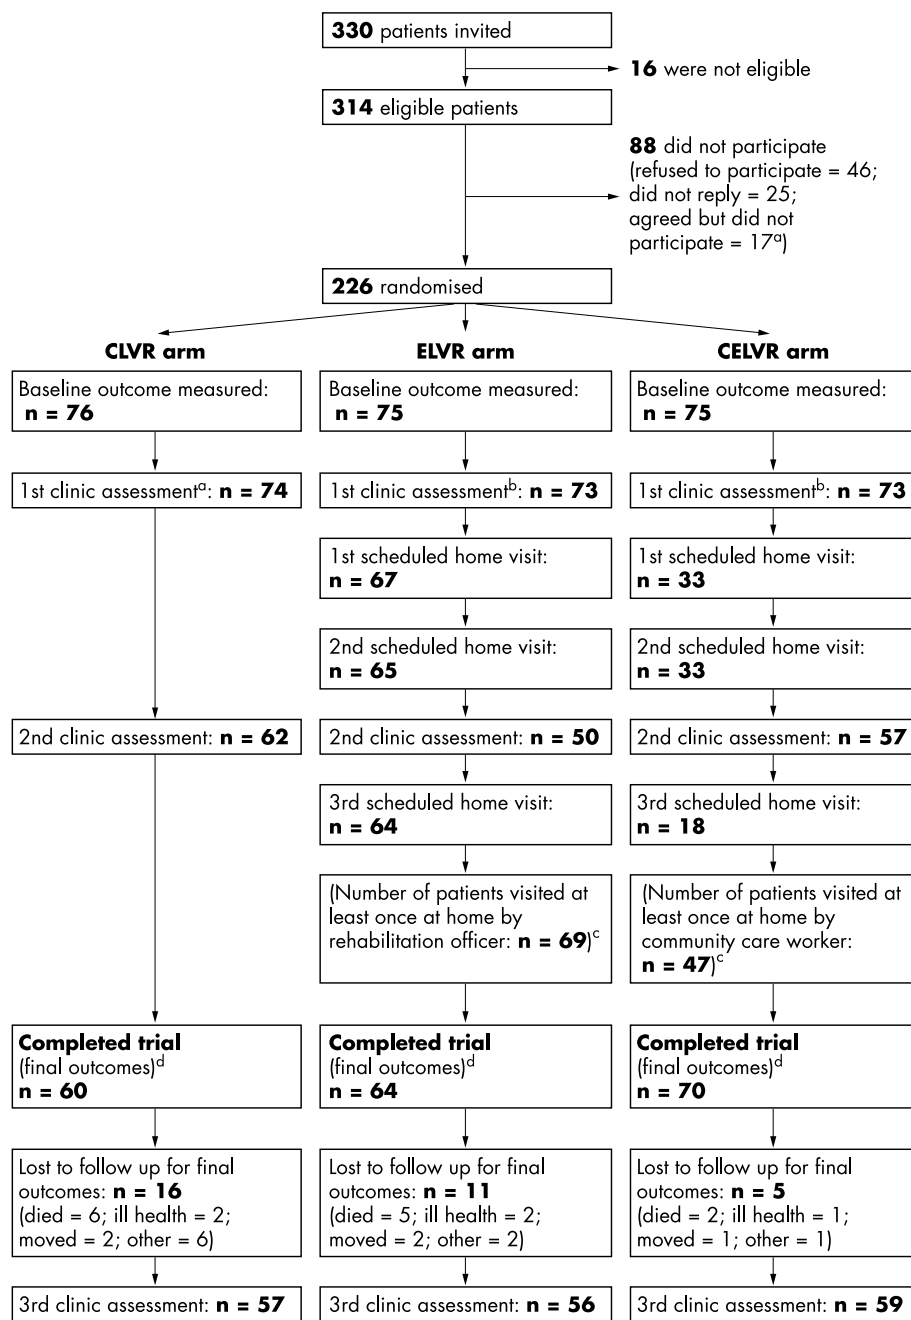 330 patients invited
16 were not eligible
314 eligible patients
88 did not participate
(refused to participate = 46;
did not reply = 25;
agreed but did not
participate = 17ᵃ)
226 randomised
CLVR arm
Baseline outcome measured:
n = 76
1st clinic assessmentᵃ: n = 74
2nd clinic assessment: n = 62
Completed trial
(final outcomes)ᵈ
n = 60
Lost to follow up for final
outcomes: n = 16
(died = 6; ill health = 2;
moved = 2; other = 6)
3rd clinic assessment: n = 57
ELVR arm
Baseline outcome measured:
n = 75
1st clinic assessmentᵇ: n = 73
1st scheduled home visit:
n = 67
2nd scheduled home visit:
n = 65
2nd clinic assessment: n = 50
3rd scheduled home visit:
n = 64
(Number of patients visited at
least once at home by
rehabilitation officer: n = 69)ᶜ
Completed trial
(final outcomes)ᵈ
n = 64
Lost to follow up for final
outcomes: n = 11
(died = 5; ill health = 2;
moved = 2; other = 2)
3rd clinic assessment: n = 56
CELVR arm
Baseline outcome measured:
n = 75
1st clinic assessmentᵇ: n = 73
1st scheduled home visit:
n = 33
2nd scheduled home visit:
n = 33
2nd clinic assessment: n = 57
3rd scheduled home visit:
n = 18
(Number of patients visited at
least once at home by
community care worker:
n = 47)ᶜ
Completed trial
(final outcomes)ᵈ
n = 70
Lost to follow up for final
outcomes: n = 5
(died = 2; ill health = 1;
moved = 1; other = 1)
3rd clinic assessment: n = 59